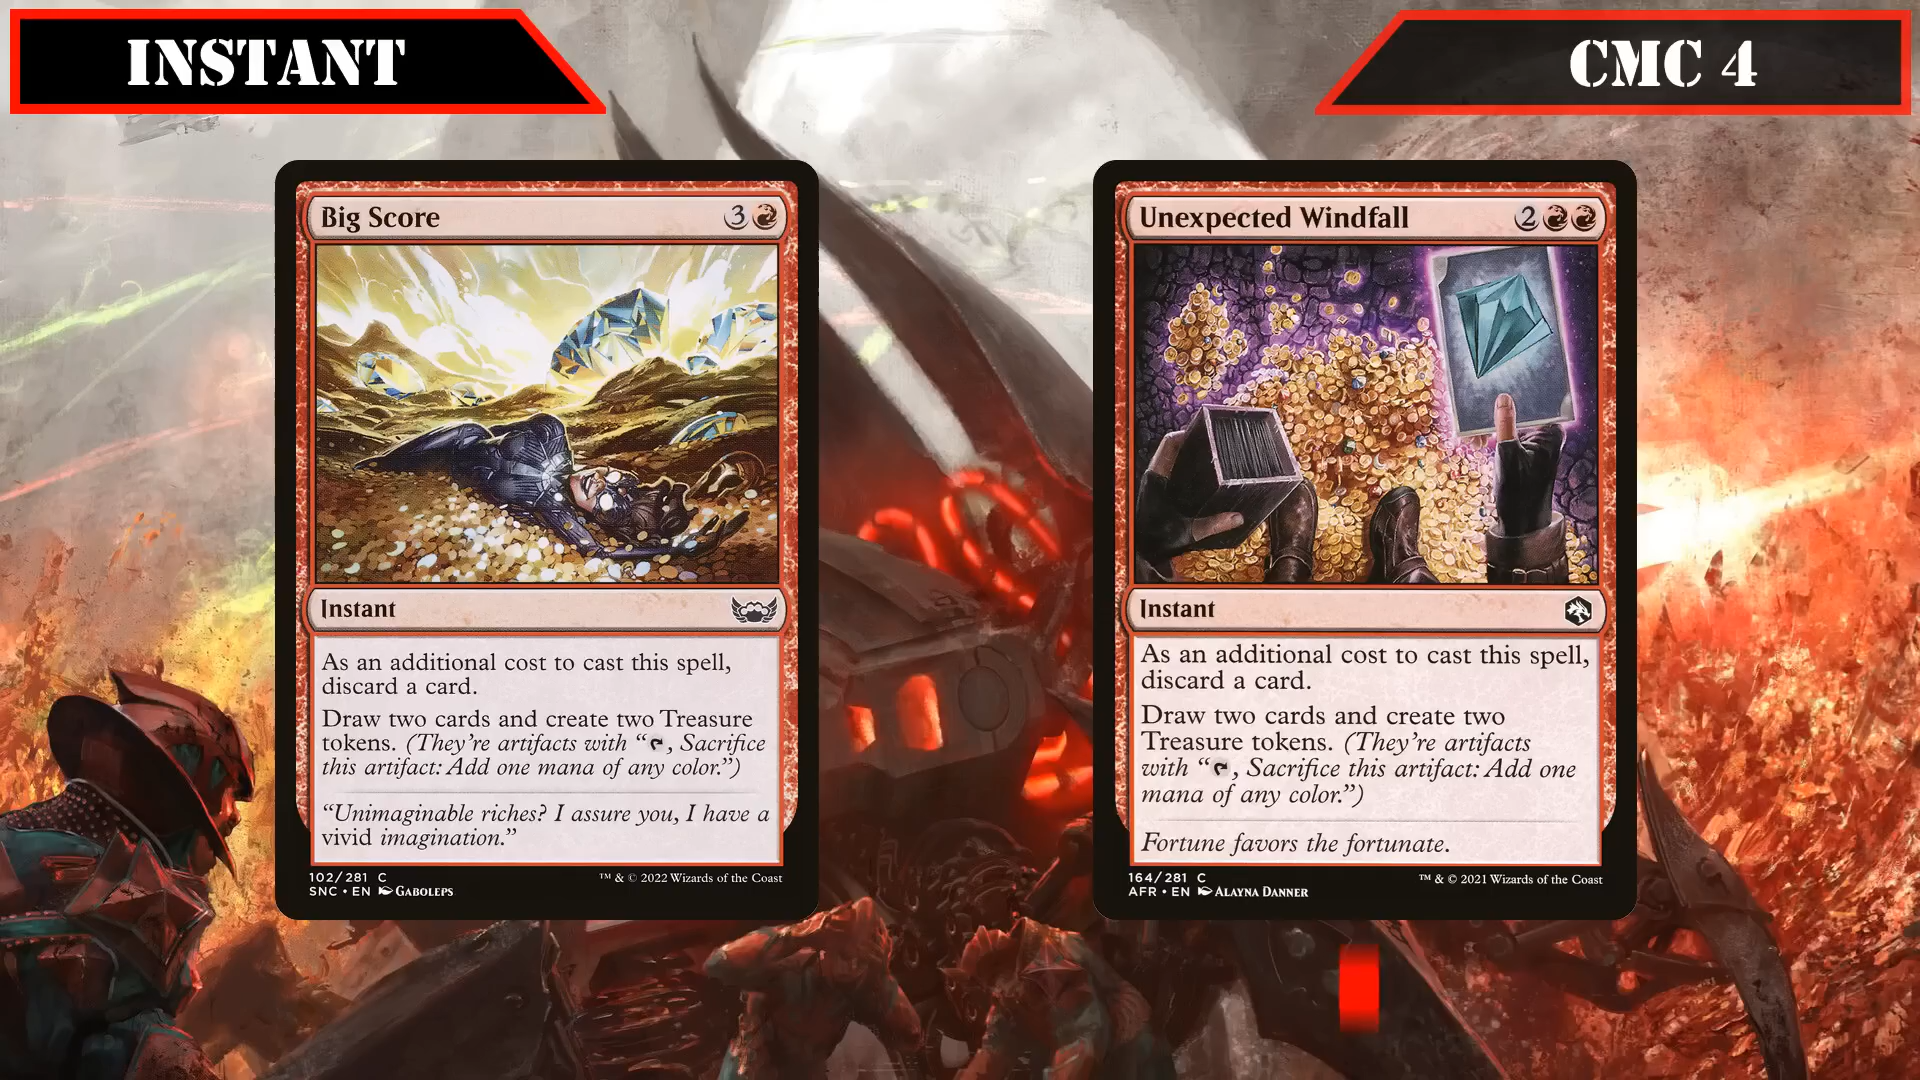 INSTANT
CMC 4
Big Score 3
Instant
As an additional cost to cast this spell,
discard a card.
Draw two cards and create two Treasure
tokens. (They're artifacts with “, Sacrifice
this artifact: Add one mana of any color.”)
“Unimaginable riches? I assure you, I have a
vivid imagination.”
102/281 C
SNC • EN GABOLEPS
™ & © 2022 Wizards of the Coast
Unexpected Windfall 2
Instant
As an additional cost to cast this spell,
discard a card.
Draw two cards and create two
Treasure tokens. (They're artifacts
with “, Sacrifice this artifact: Add one
mana of any color.”)
Fortune favors the fortunate.
164/281 C
AFR • EN ALAYNA DANNER
™ & © 2021 Wizards of the Coast